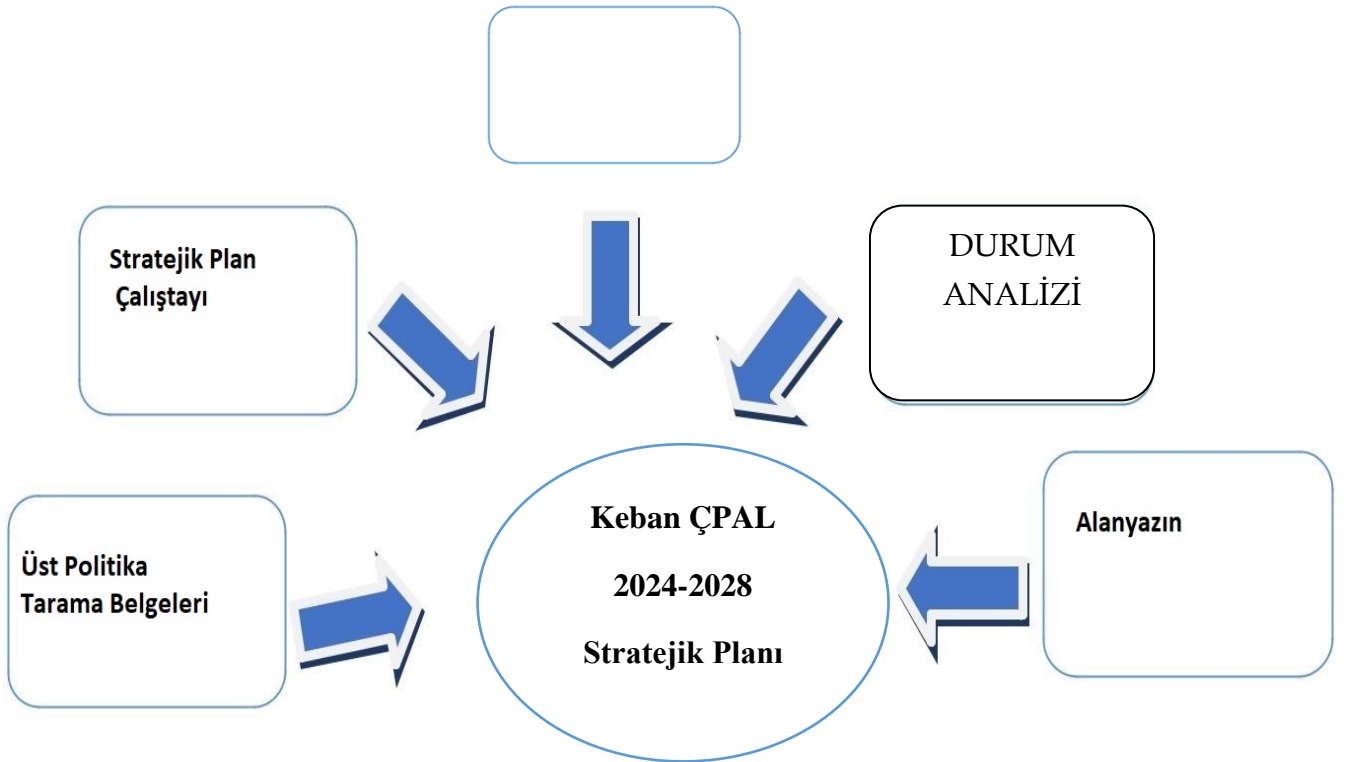 Stratejik Plan
Çalıştayı
DURUM
ANALİZİ
Üst Politika
Tarama Belgeleri
Keban ÇPAL
2024-2028
Stratejik Planı
Alanyazın